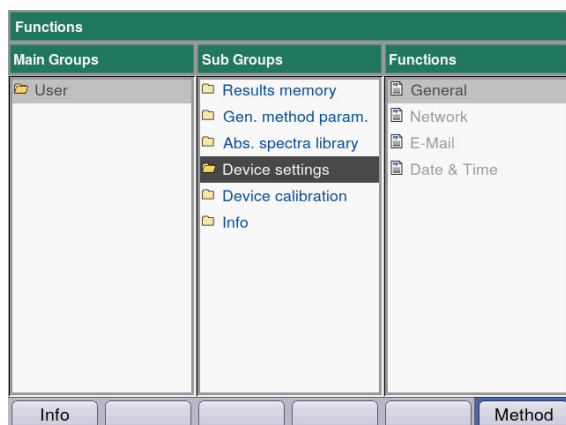 Functions
Main Groups
Sub Groups
Functions
User
Results memory
Gen. method param.
Abs. spectra library
Device settings
Device calibration
Info
General
Network
E-Mail
Date & Time
Info
Method